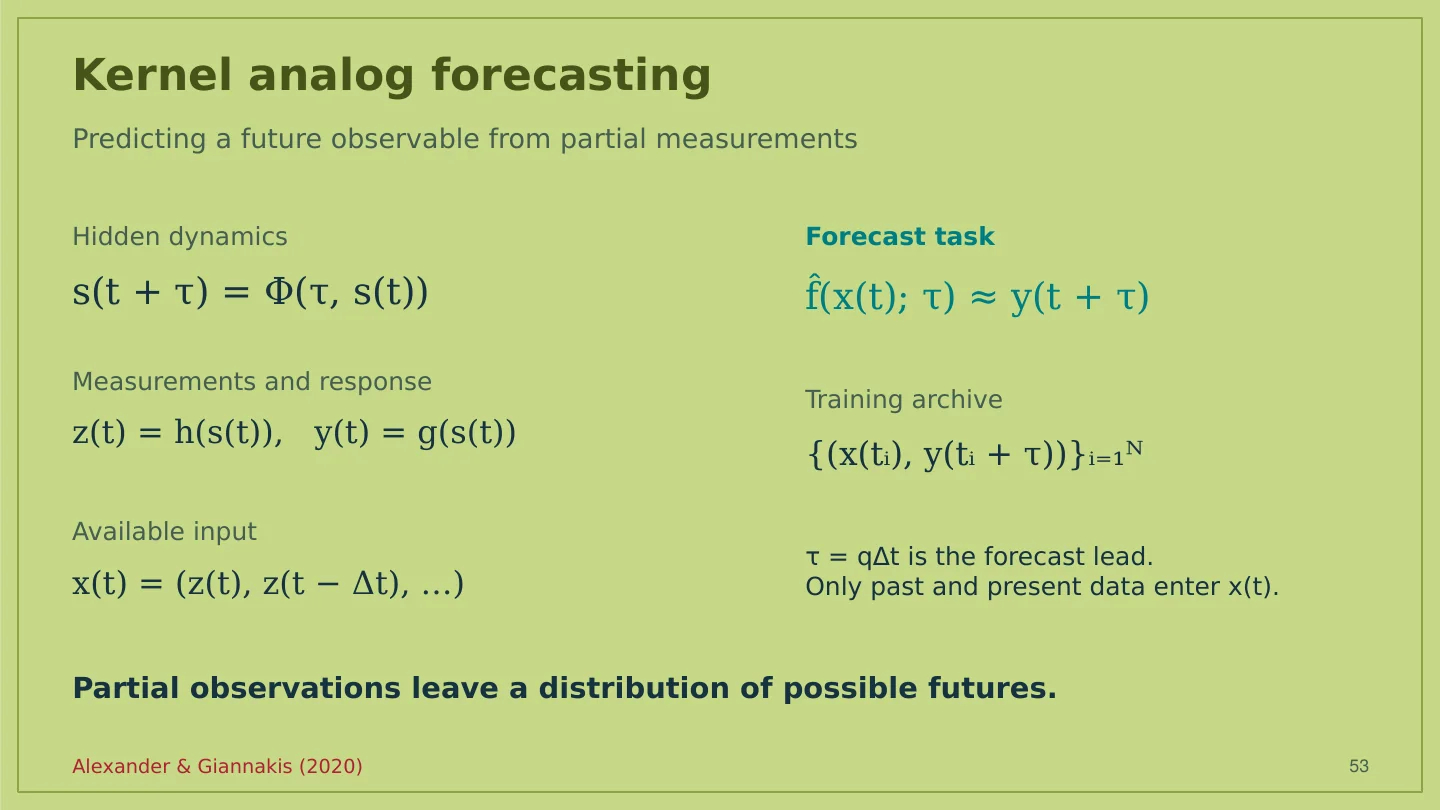 Kernel analog forecasting
Predicting a future observable from partial measurements
Hidden dynamics
s(t + τ) = Φ(τ, s(t))
Measurements and response
z(t) = h(s(t)),   y(t) = g(s(t))
Available input
x(t) = (z(t), z(t − Δt), …)
Forecast task
f̂(x(t); τ) ≈ y(t + τ)
Training archive
{(x(tᵢ), y(tᵢ + τ))}ᵢ₌₁ᴺ
τ = qΔt is the forecast lead.
Only past and present data enter x(t).
Partial observations leave a distribution of possible futures.
Alexander & Giannakis (2020)
53